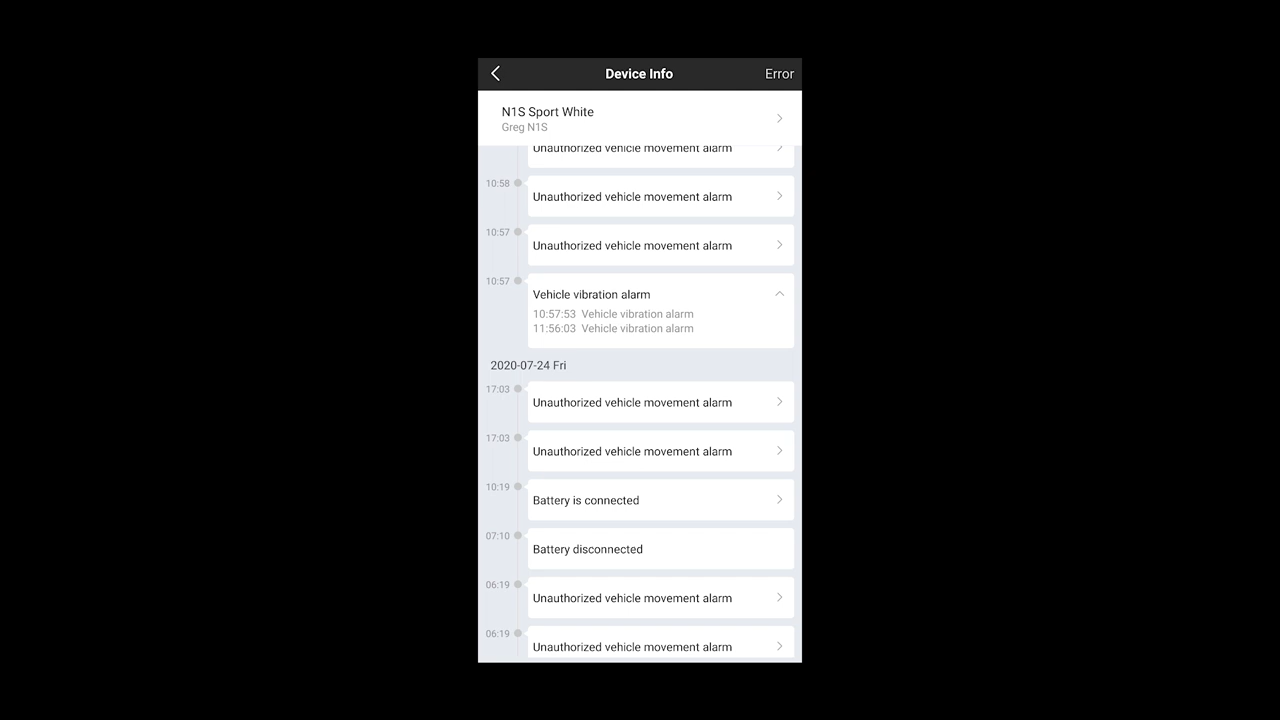 Device Info
Error
N1S Sport White
Greg N1S
Unauthorized vehicle movement alarm
10:58
Unauthorized vehicle movement alarm
10:57
Unauthorized vehicle movement alarm
10:57
Vehicle vibration alarm
10:57:53 Vehicle vibration alarm
11:56:03 Vehicle vibration alarm
2020-07-24 Fri
17:03
Unauthorized vehicle movement alarm
17:03
Unauthorized vehicle movement alarm
10:19
Battery is connected
07:10
Battery disconnected
06:19
Unauthorized vehicle movement alarm
06:19
Unauthorized vehicle movement alarm